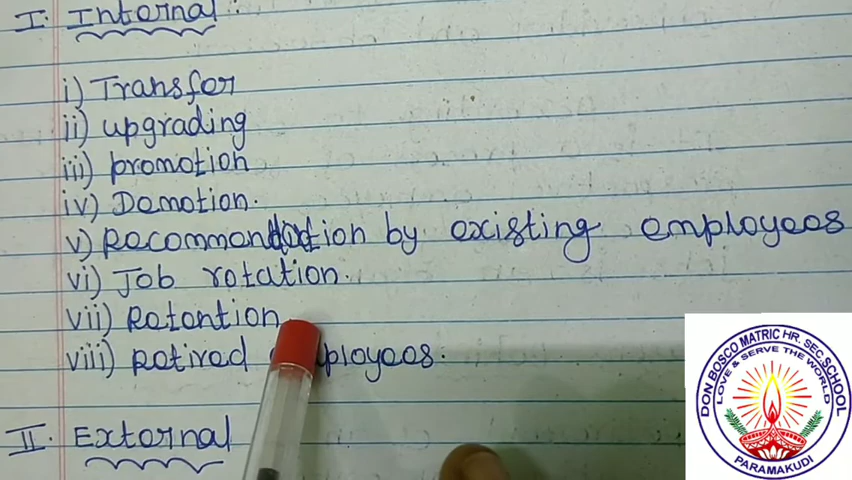 I. Internal :
i) Transfer
ii) upgrading
iii) promotion
iv) Demotion.
v) Recommendation by existing employees
vi) Job rotation.
vii) Retention
viii) retired employees.
II. External
DON BOSCO MATRIC HR. SEC. SCHOOL
LOVE & SERVE THE WORLD
PARAMAKUDI